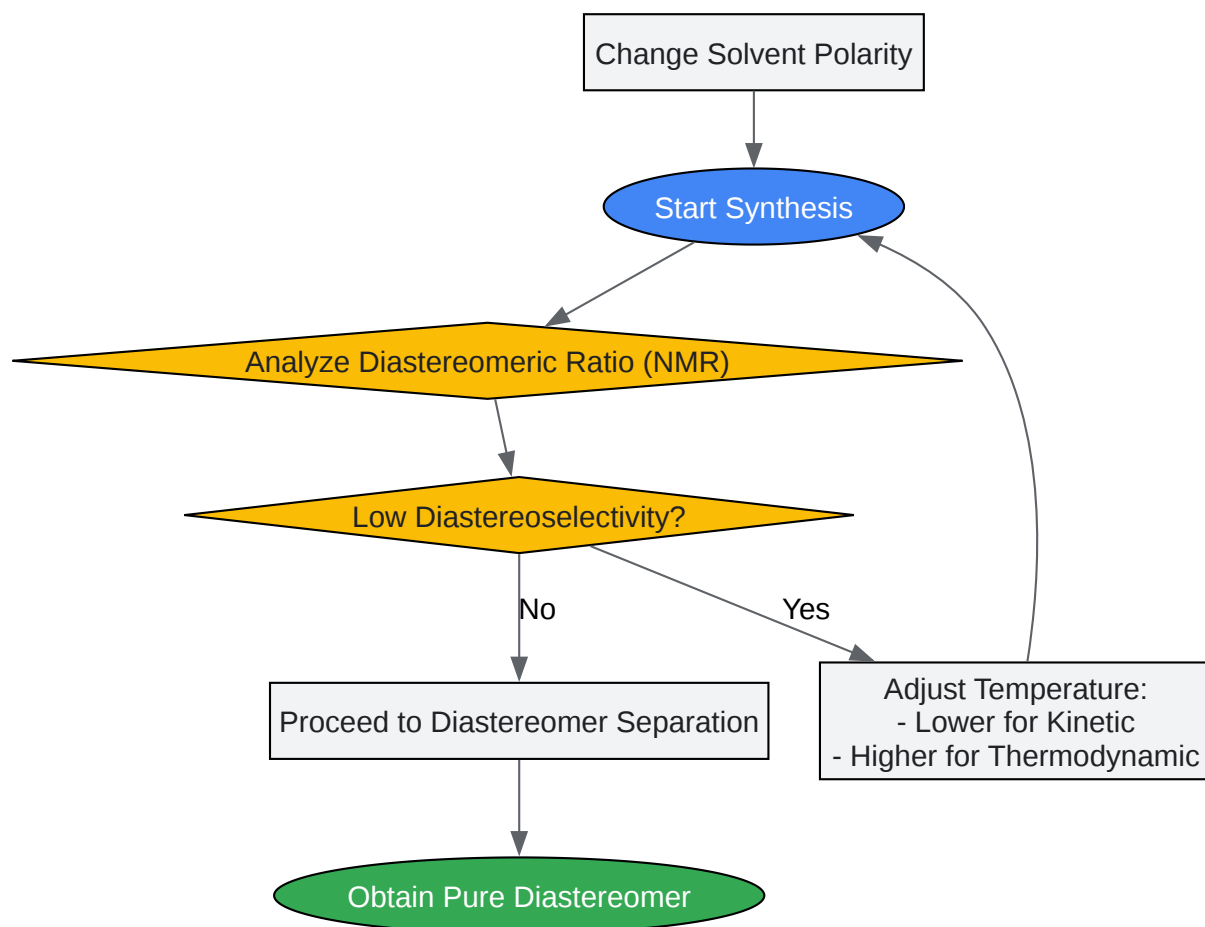 Change Solvent Polarity
Start Synthesis
Analyze Diastereomeric Ratio (NMR)
Low Diastereoselectivity?
No
Yes
Proceed to Diastereomer Separation
Adjust Temperature:
- Lower for Kinetic
- Higher for Thermodynamic
Obtain Pure Diastereomer